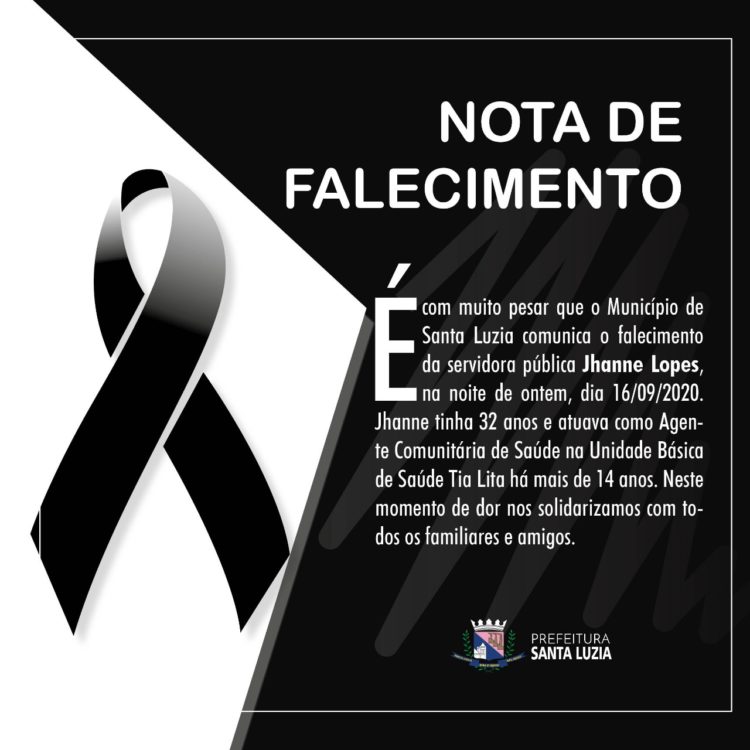 NOTA DE
FALECIMENTO
É com muito pesar que o Município de
Santa Luzia comunica o falecimento
da servidora pública Jhanne Lopes,
na noite de ontem, dia 16/09/2020.
Jhanne tinha 32 anos e atuava como Agen-
te Comunitária de Saúde na Unidade Básica
de Saúde Tia Lita há mais de 14 anos. Neste
momento de dor nos solidarizamos com to-
dos os familiares e amigos.
PREFEITURA
SANTA LUZIA